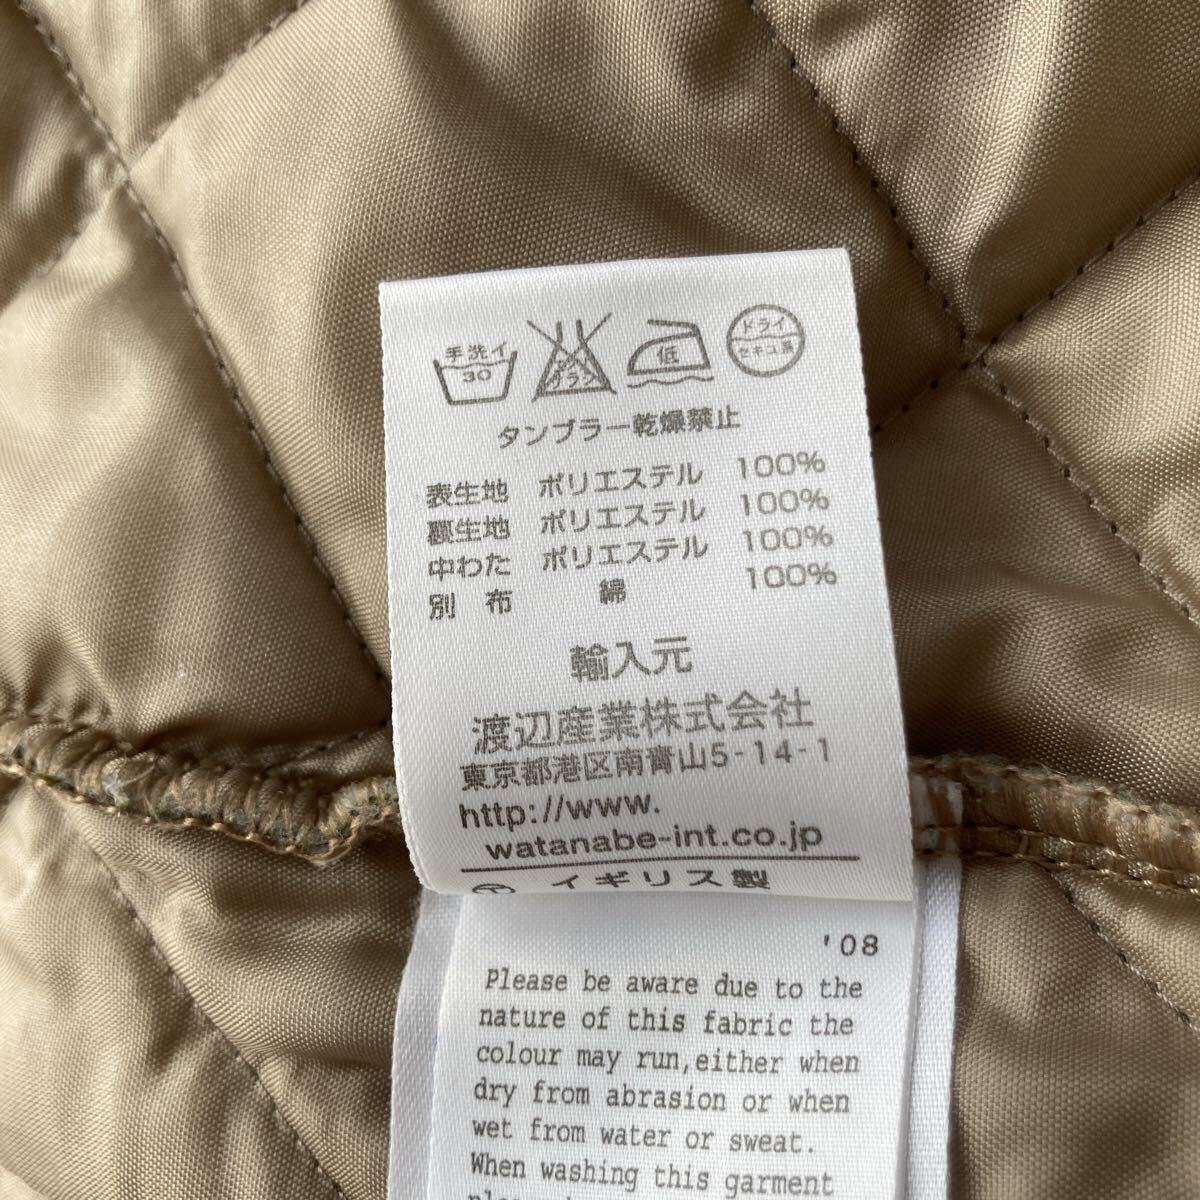 手洗イ
30
エンソ
サラシ
低
ドライ
セキユ系
タンブラー乾燥禁止
表生地 ポリエステル 100%
裏生地 ポリエステル 100%
中わた ポリエステル 100%
別 布 綿 100%
輸入元
渡辺産業株式会社
東京都港区南青山5-14-1
http://www.
watanabe-int.co.jp
イギリス製
'08
Please be aware due to the
nature of this fabric the
colour may run,either when
dry from abrasion or when
wet from water or sweat.
When washing this garment